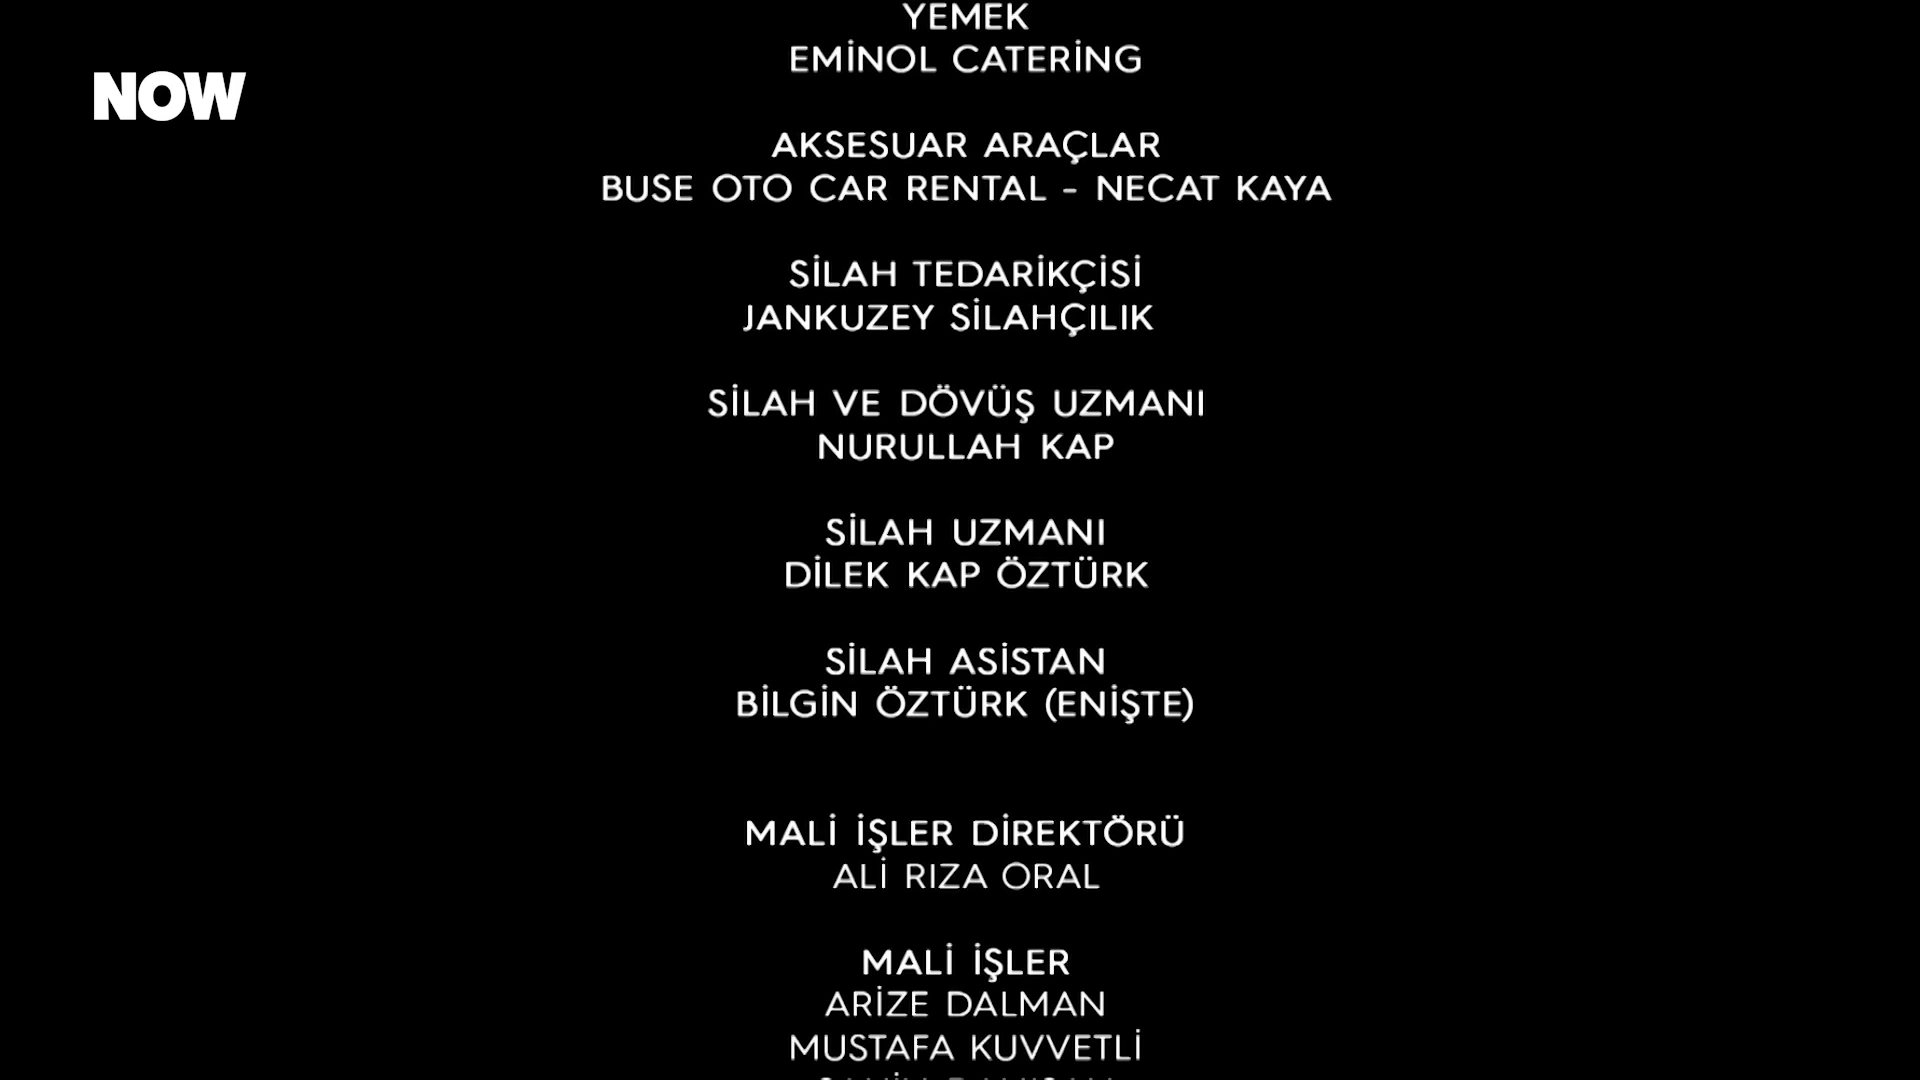 YEMEK
EMİNOL CATERİNG
NOW
AKSESUAR ARAÇLAR
BUSE OTO CAR RENTAL - NECAT KAYA
SİLAH TEDARİKÇİSİ
JANKUZEY SİLAHÇILIK
SİLAH VE DÖVÜŞ UZMANI
NURULLAH KAP
SİLAH UZMANI
DİLEK KAP ÖZTÜRK
SİLAH ASİSTAN
BİLGİN ÖZTÜRK (ENİŞTE)
MALİ İŞLER DİREKTÖRÜ
ALİ RIZA ORAL
MALİ İŞLER
ARİZE DALMAN
MUSTAFA KUVVETLİ